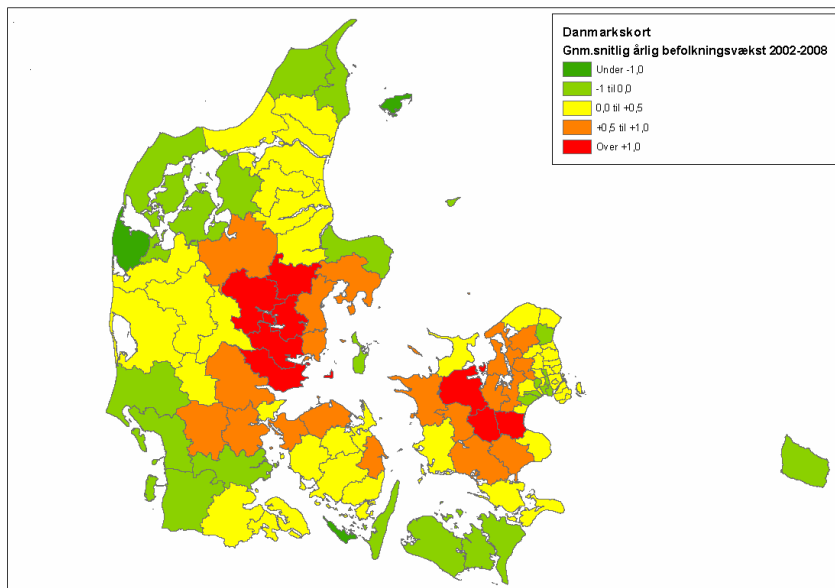 Danmarkskort
Gnm.snitlig årlig befolkningsvækst 2002-2008
Under -1,0
-1 til 0,0
0,0 til +0,5
+0,5 til +1,0
Over +1,0